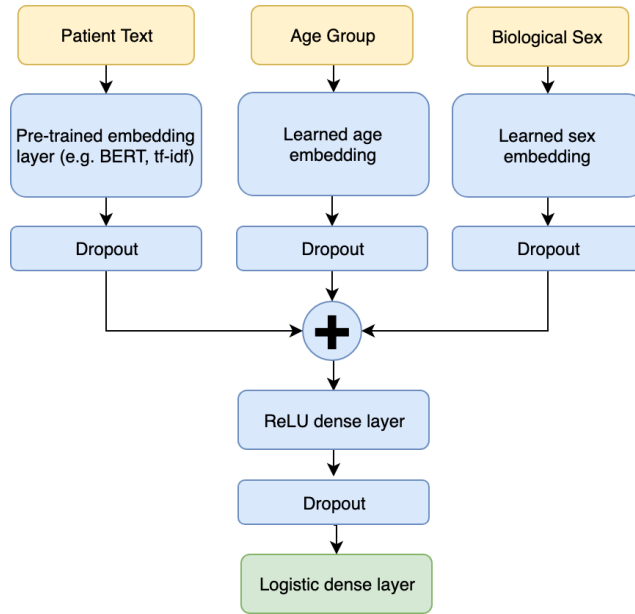 Patient Text
Age Group
Biological Sex
Pre-trained embedding
layer (e.g. BERT, tf-idf)
Learned age
embedding
Learned sex
embedding
Dropout
Dropout
Dropout
+
ReLU dense layer
Dropout
Logistic dense layer